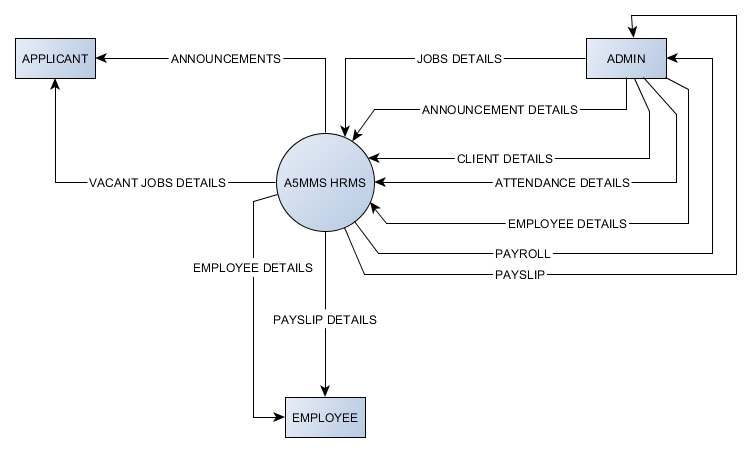 APPLICANT
ANNOUNCEMENTS
JOBS DETAILS
ADMIN
ANNOUNCEMENT DETAILS
CLIENT DETAILS
VACANT JOBS DETAILS
A5MMS HRMS
ATTENDANCE DETAILS
EMPLOYEE DETAILS
PAYROLL
EMPLOYEE DETAILS
PAYSLIP
PAYSLIP DETAILS
EMPLOYEE